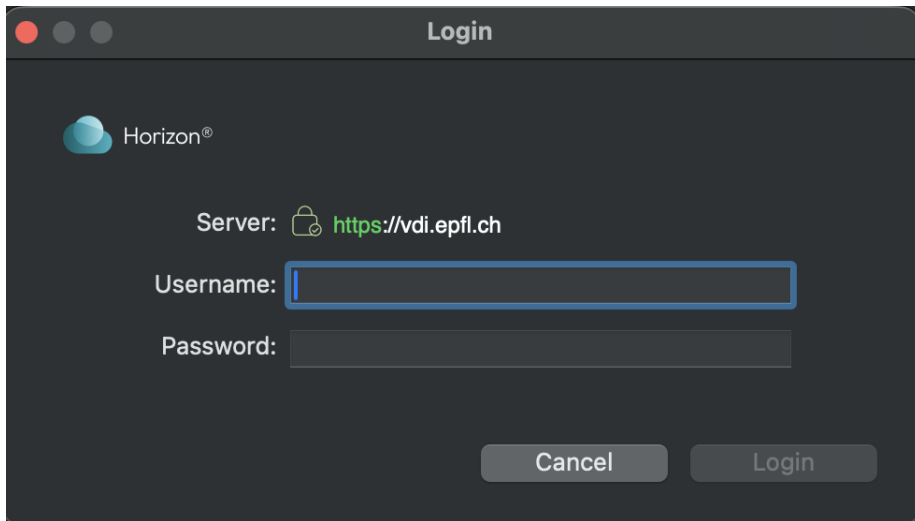 Login
Horizon®
Server: https://vdi.epfl.ch
Username:
Password:
Cancel Login